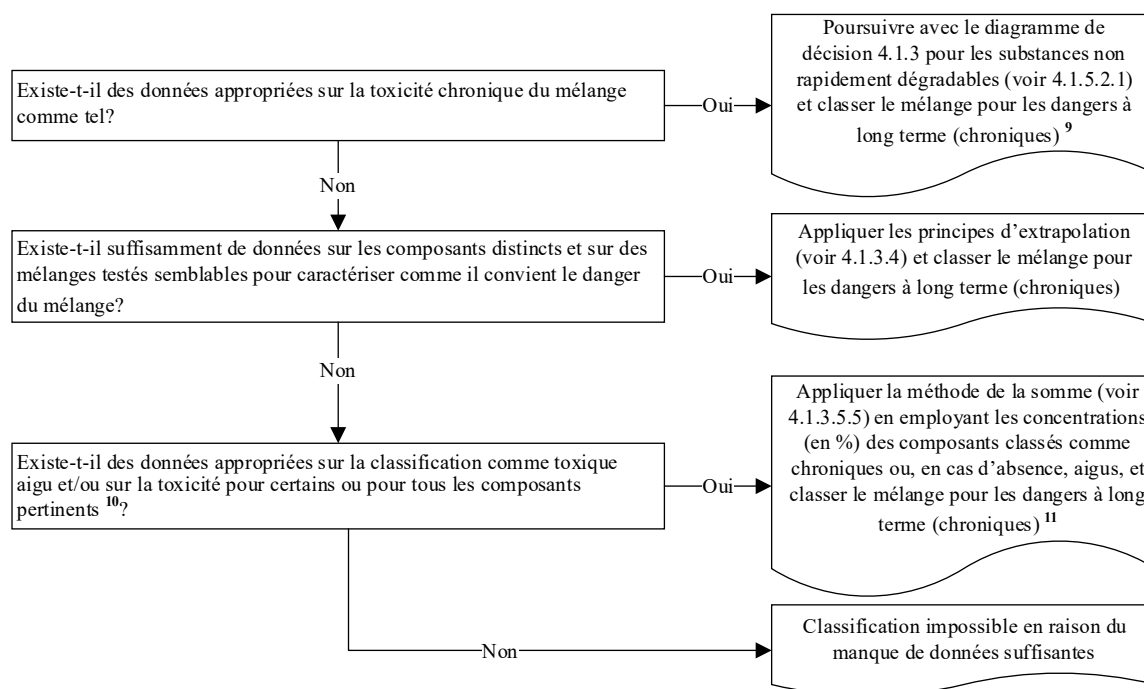 Existe-t-il des données appropriées sur la toxicité chronique du mélange
comme tel?
Oui
Poursuivre avec le diagramme de
décision 4.1.3 pour les substances non
rapidement dégradables (voir 4.1.5.2.1)
et classer le mélange pour les dangers à
long terme (chroniques) 9
Non
Existe-t-il suffisamment de données sur les composants distincts et sur des
mélanges testés semblables pour caractériser comme il convient le danger
du mélange?
Oui
Appliquer les principes d'extrapolation
(voir 4.1.3.4) et classer le mélange pour
les dangers à long terme (chroniques)
Non
Existe-t-il des données appropriées sur la classification comme toxique
aigu et/ou sur la toxicité pour certains ou pour tous les composants
pertinents 10?
Oui
Appliquer la méthode de la somme (voir
4.1.3.5.5) en employant les concentrations
(en %) des composants classés comme
chroniques ou, en cas d'absence, aigus, et
classer le mélange pour les dangers à long
terme (chroniques) 11
Non
Classification impossible en raison du
manque de données suffisantes